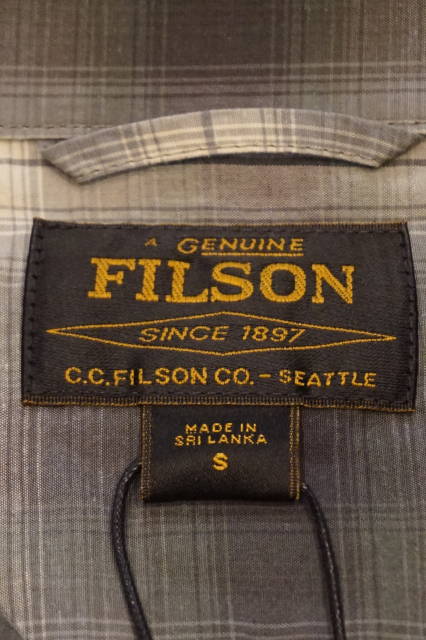 A GENUINE
FILSON
SINCE 1897
C.C.FILSON CO. - SEATTLE
MADE IN
SRI LANKA
S